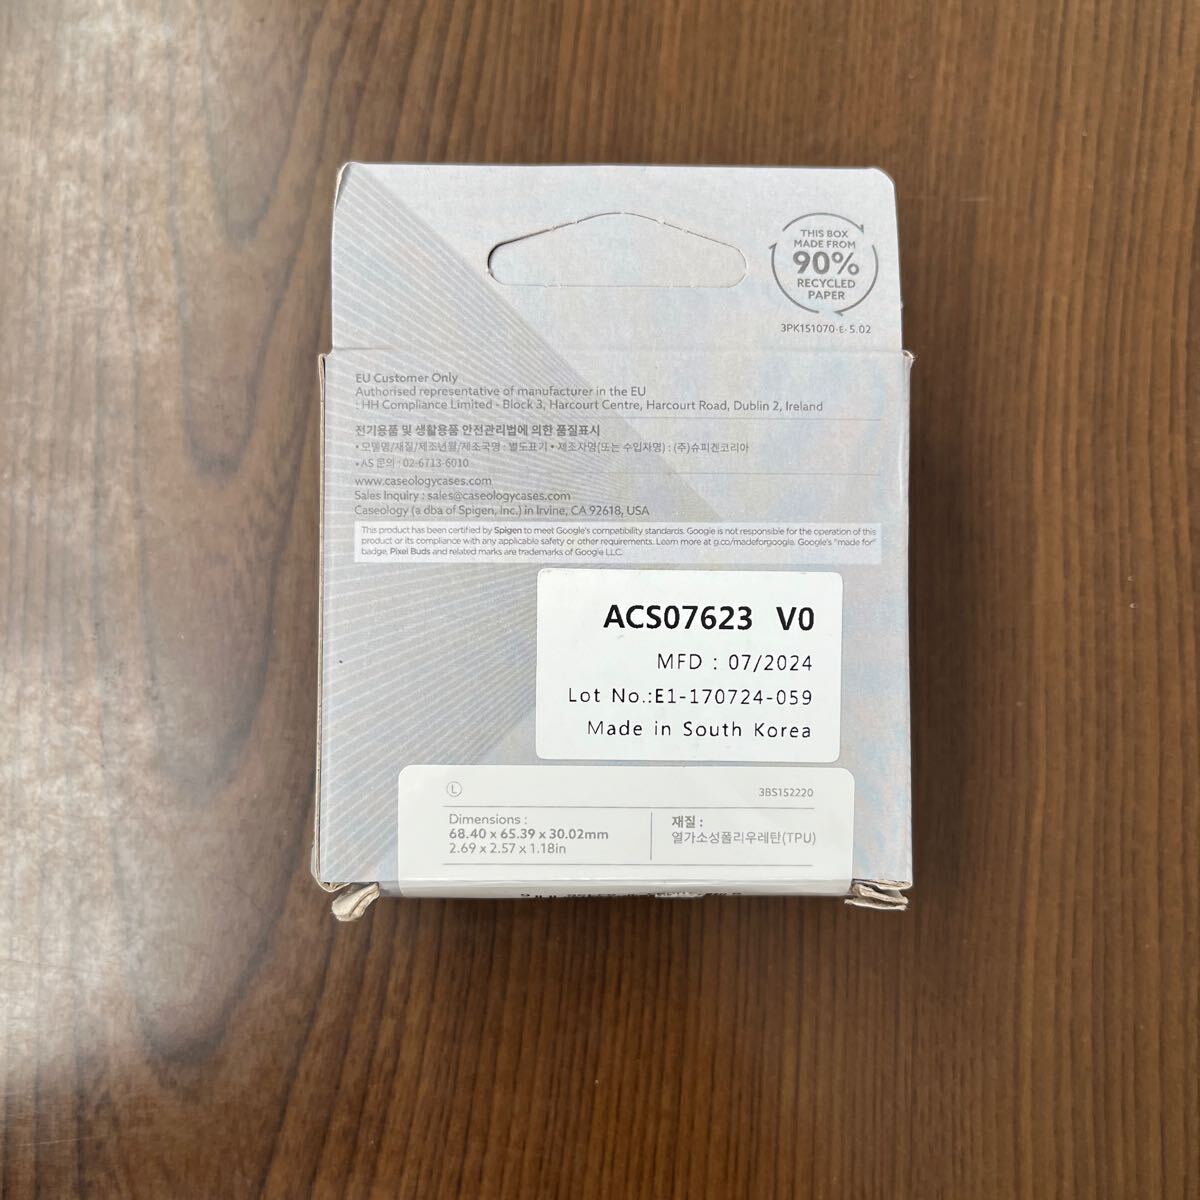 THIS BOX
MADE FROM
90%
RECYCLED
PAPER
3PK151070-E-5.02
EU Customer Only
Authorised representative of manufacturer in the EU
: HH Compliance Limited - Block 3, Harcourt Centre, Harcourt Road, Dublin 2, Ireland
전기용품 및 생활용품 안전관리법에 의한 품질표시
• 모델명/재질/제조년월/제조국명 : 별도표기 • 제조자명(또는 수입자명) : (주)슈피겐코리아
• AS 문의 : 02-6713-6010
www.caseologycases.com
Sales Inquiry : sales@caseologycases.com
Caseology (a dba of Spigen, Inc.) in Irvine, CA 92618, USA
This product has been certified by Spigen to meet Google's compatibility standards. Google is not responsible for the operation of this
product or its compliance with any applicable safety or other requirements. Learn more at g.co/madeforgoogle. Google's "made for"
badge, Pixel Buds and related marks are trademarks of Google LLC.
ACS07623 V0
MFD : 07/2024
Lot No.:E1-170724-059
Made in South Korea
L
3BS152220
Dimensions :
68.40 x 65.39 x 30.02mm
2.69 x 2.57 x 1.18in
재질 :
열가소성폴리우레탄(TPU)